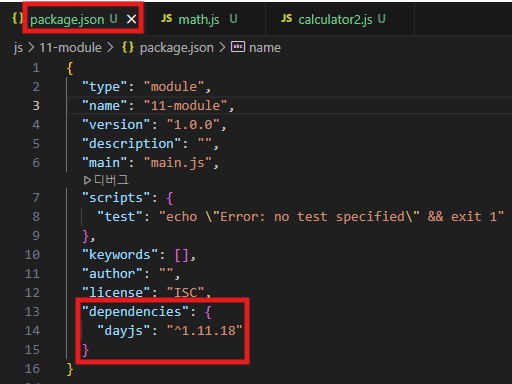 {} package.json U ✕ JS math.js U JS calculator2.js U
js > 11-module > {} package.json > abc name
1 {
2 "type": "module",
3 "name": "11-module",
4 "version": "1.0.0",
5 "description": "",
6 "main": "main.js",
▷디버그
7 "scripts": {
8 "test": "echo \"Error: no test specified\" && exit 1"
9 },
10 "keywords": [],
11 "author": "",
12 "license": "ISC",
13 "dependencies": {
14 "dayjs": "^1.11.18"
15 }
16 }